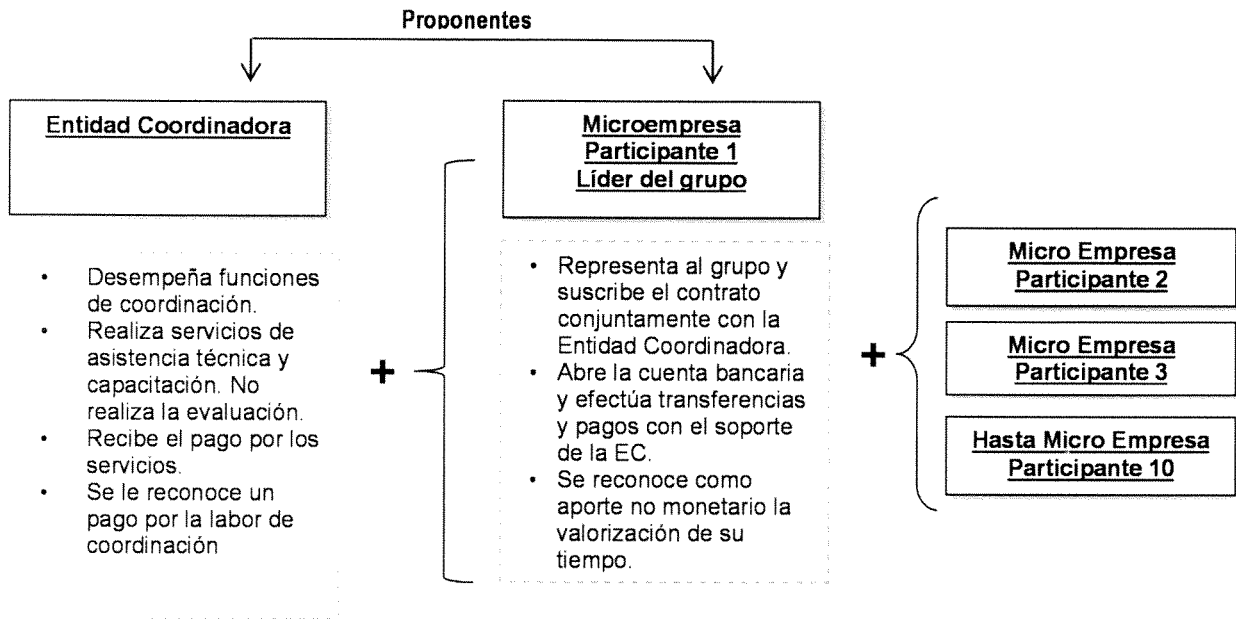 Proponentes
Entidad Coordinadora
Microempresa
Participante 1
Líder del grupo
• Desempeña funciones
de coordinación.
• Realiza servicios de
asistencia técnica y
capacitación. No
realiza la evaluación.
• Recibe el pago por los
servicios.
• Se le reconoce un
pago por la labor de
coordinación
+
• Representa al grupo y
suscribe el contrato
conjuntamente con la
Entidad Coordinadora.
• Abre la cuenta bancaria
y efectúa transferencias
y pagos con el soporte
de la EC.
• Se reconoce como
aporte no monetario la
valorización de su
tiempo.
+
Micro Empresa
Participante 2
Micro Empresa
Participante 3
Hasta Micro Empresa
Participante 10